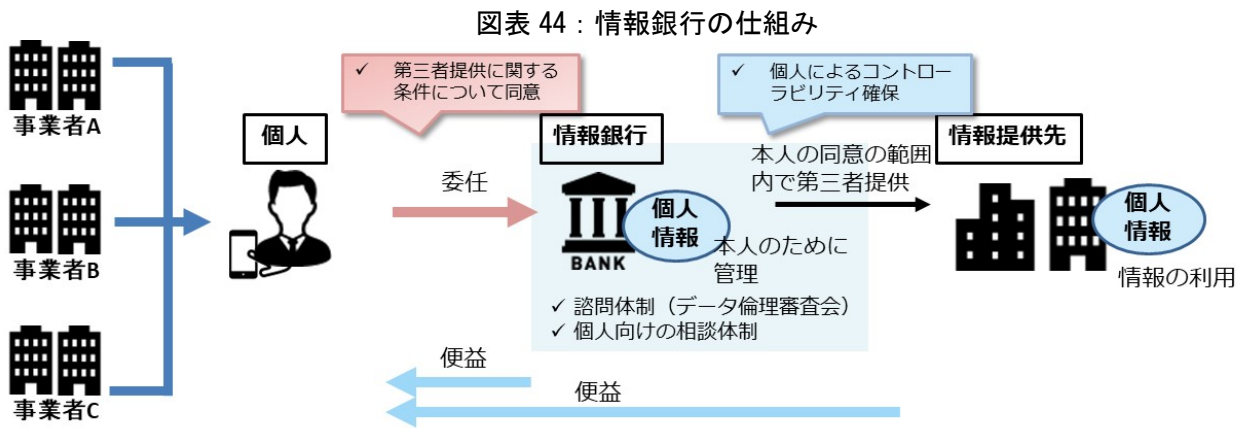 図表 44：情報銀行の仕組み
✓ 第三者提供に関する
条件について同意
✓ 個人によるコントロー
ラビリティ確保
事業者A
個人
情報銀行
情報提供先
委任
本人の同意の範囲
内で第三者提供
事業者B
BANK
個人
情報
本人のために
管理
個人
情報
情報の利用
✓ 諮問体制（データ倫理審査会）
✓ 個人向けの相談体制
便益
便益
事業者C